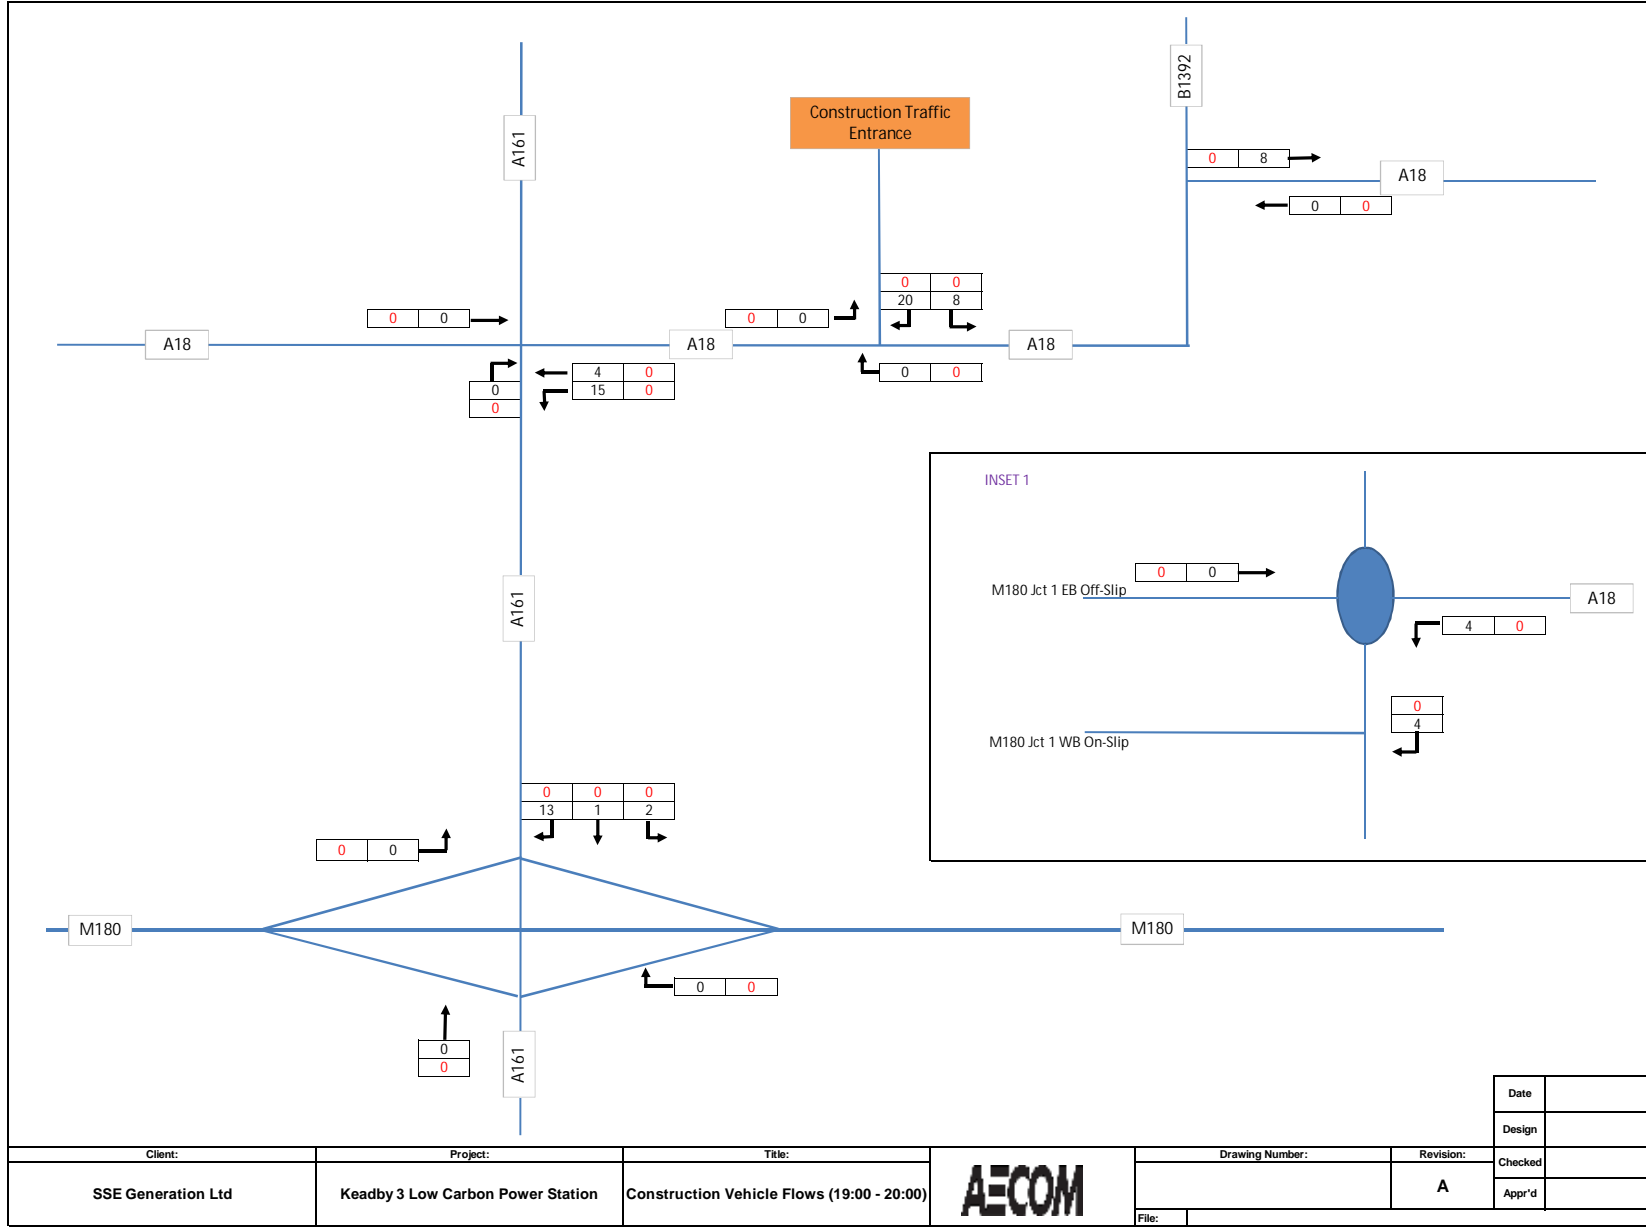 B1392
Construction Traffic
Entrance
A161
0 8
A18
0 0
0 0
20 8
0 0
0 0
A18
A18
A18
4 0
15 0
0 0
0
0
INSET 1
0 0
M180 Jct 1 EB Off-Slip
A18
A161
4 0
0
4
M180 Jct 1 WB On-Slip
0 0 0
13 1 2
0 0
M180
M180
0 0
0
0
A161
Date
Design
Checked
Appr'd
Client:
Project:
Title:
Drawing Number:
Revision:
SSE Generation Ltd
Keadby 3 Low Carbon Power Station
Construction Vehicle Flows (19:00 - 20:00)
AECOM
A
File: